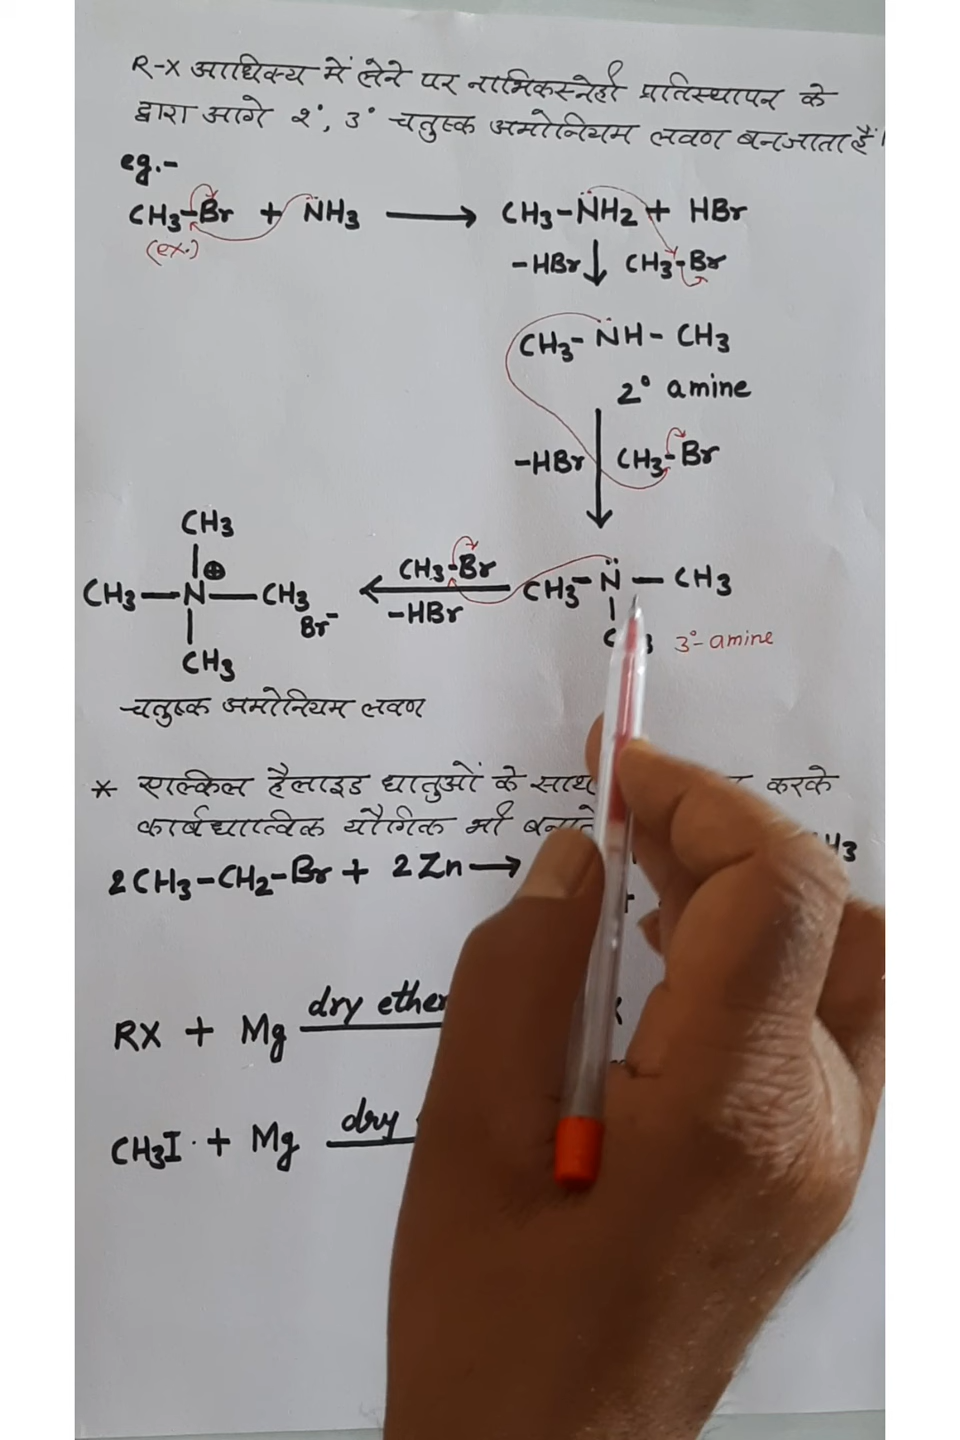 R-X आधिक्य में लेने पर नाभिकस्नेही प्रतिस्थापन के
द्वारा आगे 2°, 3° चतुष्क अमोनियम लवण बनजाता है।
eg.-
CH3-Br + N̈H3 ⟶ CH3-N̈H2 + HBr
(ex.)
-HBr ↓ CH3-Br
CH3-N̈H-CH3
2° amine
-HBr ↓ CH3-Br
CH3
CH3-Br
CH3—N⊕—CH3 ⟵ CH3-N̈—CH3
Br⁻ -HBr
CH3
3°-amine
चतुष्क अमोनियम लवण
* एल्किल हैलाइड धातुओं के साथ करके
कार्बधात्विक यौगिक भी बनाते
2CH3-CH2-Br + 2Zn ⟶ H3
+
RX + Mg dry ether
CH3I + Mg dry